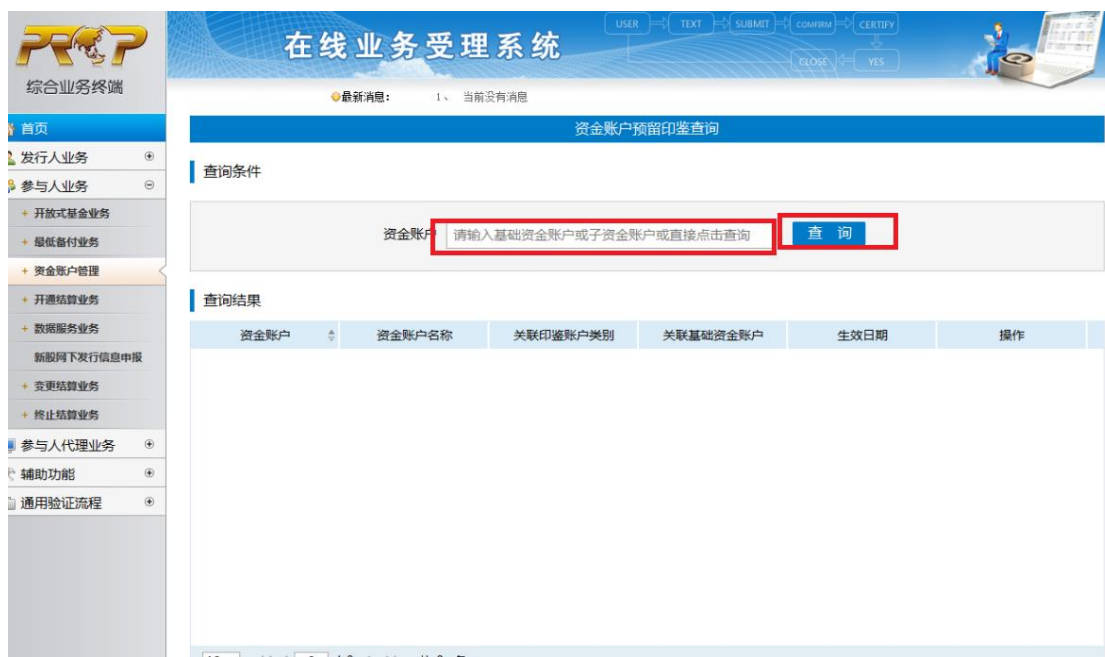 PROP
综合业务终端
在线业务受理系统
USER TEXT SUBMIT COMFIRM CERTIFY
CLOSE YES
最新消息： 1、 当前没有消息
首页
发行人业务
参与人业务
+ 开放式基金业务
+ 最低备付业务
+ 资金账户管理
+ 开通结算业务
+ 数据服务业务
新股网下发行信息申报
+ 变更结算业务
+ 终止结算业务
参与人代理业务
辅助功能
通用验证流程
资金账户预留印鉴查询
查询条件
资金账户 请输入基础资金账户或子资金账户或直接点击查询 查 询
查询结果
资金账户 资金账户名称 关联印鉴账户类别 关联基础资金账户 生效日期 操作